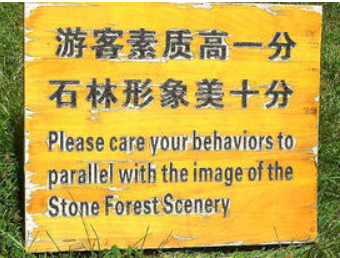 游客素质高一分
石林形象美十分
Please care your behaviors to
parallel with the image of the
Stone Forest Scenery